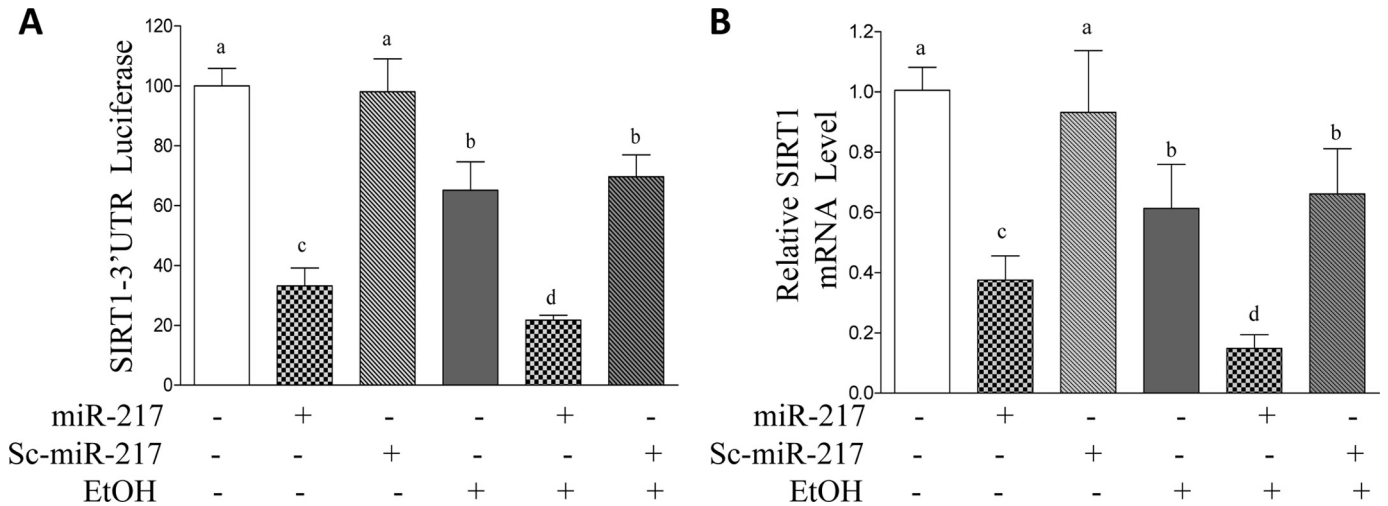 A
SIRT1-3’UTR Luciferase
120
100
80
60
40
20
0
a
c
a
b
d
b
miR-217 - + - - + -
Sc-miR-217 - - + - - +
EtOH - - - + + +
B
Relative SIRT1
mRNA Level
1.2
1.0
0.8
0.6
0.4
0.2
0.0
a
c
a
b
d
b
miR-217 - + - - + -
Sc-miR-217 - - + - - +
EtOH - - - + + +